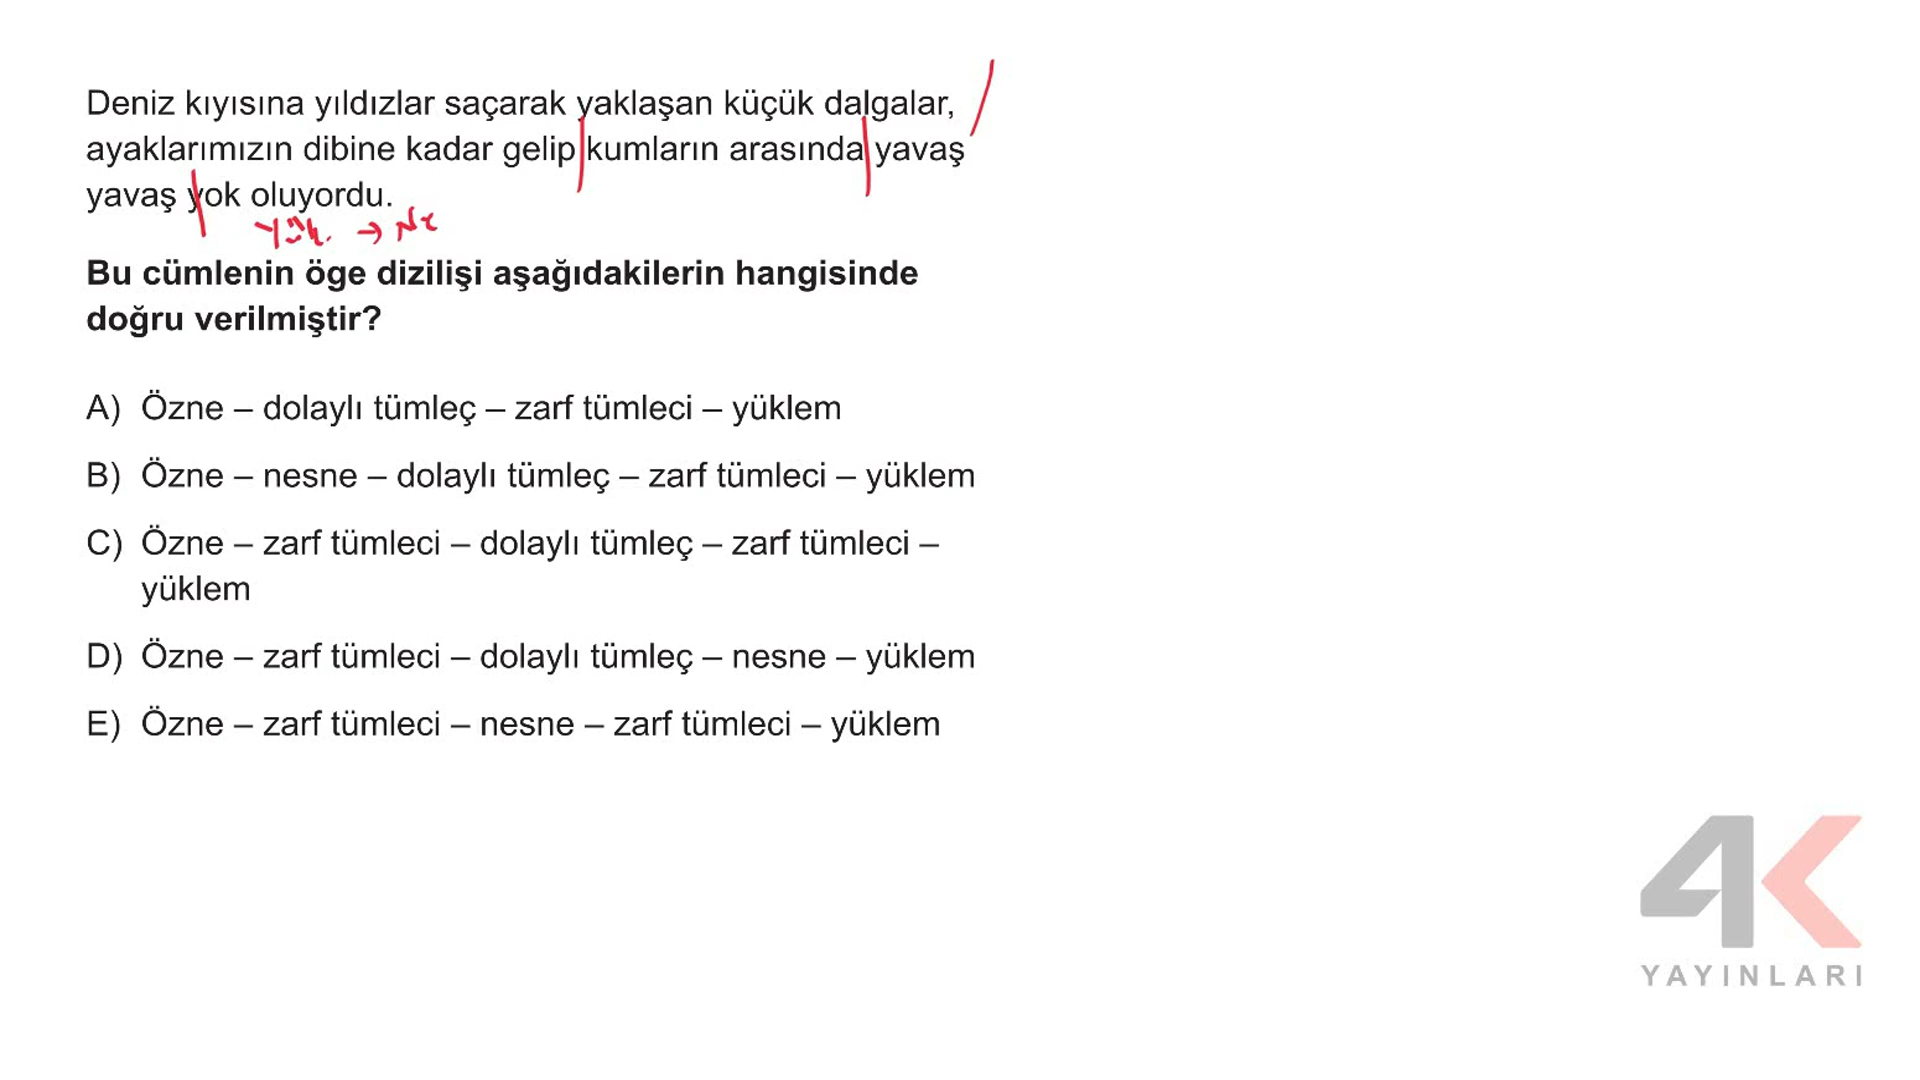 Deniz kıyısına yıldızlar saçarak yaklaşan küçük dalgalar,
ayaklarımızın dibine kadar gelip kumların arasında yavaş
yavaş yok oluyordu.
Yük. → Ne
Bu cümlenin öge dizilişi aşağıdakilerin hangisinde
doğru verilmiştir?
A) Özne – dolaylı tümleç – zarf tümleci – yüklem
B) Özne – nesne – dolaylı tümleç – zarf tümleci – yüklem
C) Özne – zarf tümleci – dolaylı tümleç – zarf tümleci –
yüklem
D) Özne – zarf tümleci – dolaylı tümleç – nesne – yüklem
E) Özne – zarf tümleci – nesne – zarf tümleci – yüklem
4K
YAYINLARI